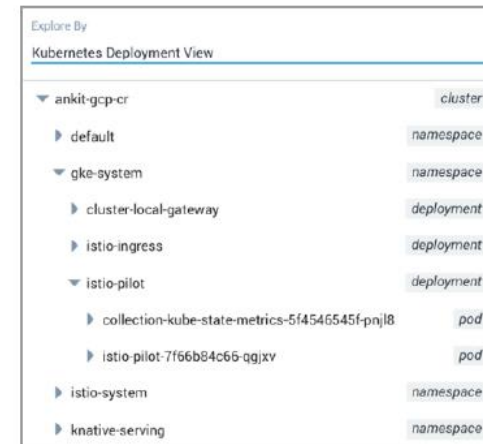 Explore By
Kubernetes Deployment View
ankit-gcp-cr cluster
default namespace
gke-system namespace
cluster-local-gateway deployment
istio-ingress deployment
istio-pilot deployment
collection-kube-state-metrics-5f4546545f-pnjl8 pod
istio-pilot-7f66b84c66-qgjxv pod
istio-system namespace
knative-serving namespace